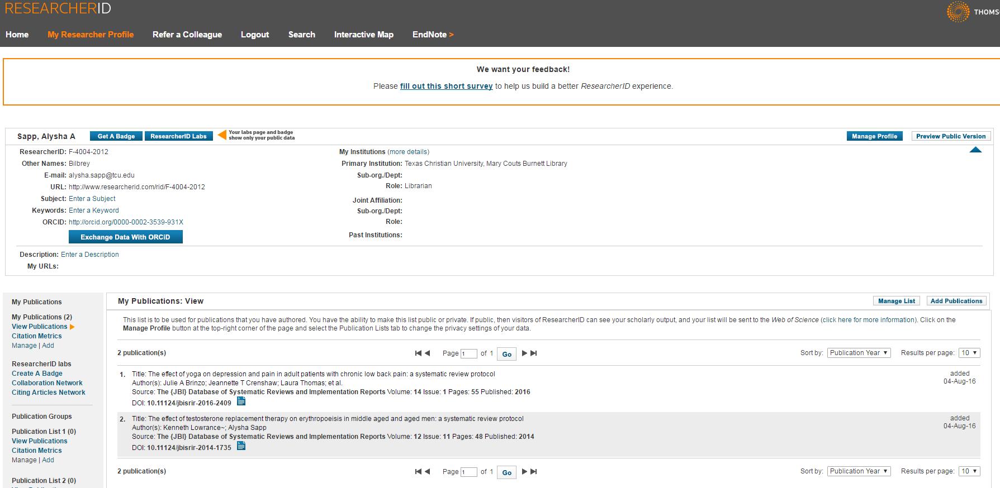 RESEARCHERID
THOMS
Home My Researcher Profile Refer a Colleague Logout Search Interactive Map EndNote >
We want your feedback!
Please fill out this short survey to help us build a better ResearcherID experience.
Sapp, Alysha A Get A Badge ResearcherID Labs Your labs page and badge show only your public data Manage Profile Preview Public Version
ResearcherID: F-4004-2012
Other Names: Bilbrey
E-mail: alysha.sapp@tcu.edu
URL: http://www.researcherid.com/rid/F-4004-2012
Subject: Enter a Subject
Keywords: Enter a Keyword
ORCID: http://orcid.org/0000-0002-3539-931X
Exchange Data With ORCiD
My Institutions (more details)
Primary Institution: Texas Christian University, Mary Couts Burnett Library
Sub-org./Dept:
Role: Librarian
Joint Affiliation:
Sub-org./Dept:
Role:
Past Institutions:
Description: Enter a Description
My URLs:
My Publications
My Publications (2)
View Publications
Citation Metrics
Manage | Add
ResearcherID labs
Create A Badge
Collaboration Network
Citing Articles Network
Publication Groups
Publication List 1 (0)
View Publications
Citation Metrics
Manage | Add
Publication List 2 (0)
My Publications: View Manage List Add Publications
This list is to be used for publications that you have authored. You have the ability to make this list public or private. If public, then visitors of ResearcherID can see your scholarly output, and your list will be sent to the Web of Science (click here for more information). Click on the
Manage Profile button at the top-right corner of the page and select the Publication Lists tab to change the privacy settings of your data.
2 publication(s) Page 1 of 1 Go Sort by: Publication Year Results per page: 10
1. Title: The effect of yoga on depression and pain in adult patients with chronic low back pain: a systematic review protocol added
Author(s): Julie A Brinzo; Jeannette T Crenshaw; Laura Thomas; et al. 04-Aug-16
Source: The {JBI} Database of Systematic Reviews and Implementation Reports Volume: 14 Issue: 1 Pages: 55 Published: 2016
DOI: 10.11124/jbisrir-2016-2409
2. Title: The effect of testosterone replacement therapy on erythropoeisis in middle aged and aged men: a systematic review protocol added
Author(s): Kenneth Lowrance~; Alysha Sapp 04-Aug-16
Source: The {JBI} Database of Systematic Reviews and Implementation Reports Volume: 12 Issue: 11 Pages: 48 Published: 2014
DOI: 10.11124/jbisrir-2014-1735
2 publication(s) Page 1 of 1 Go Sort by: Publication Year Results per page: 10